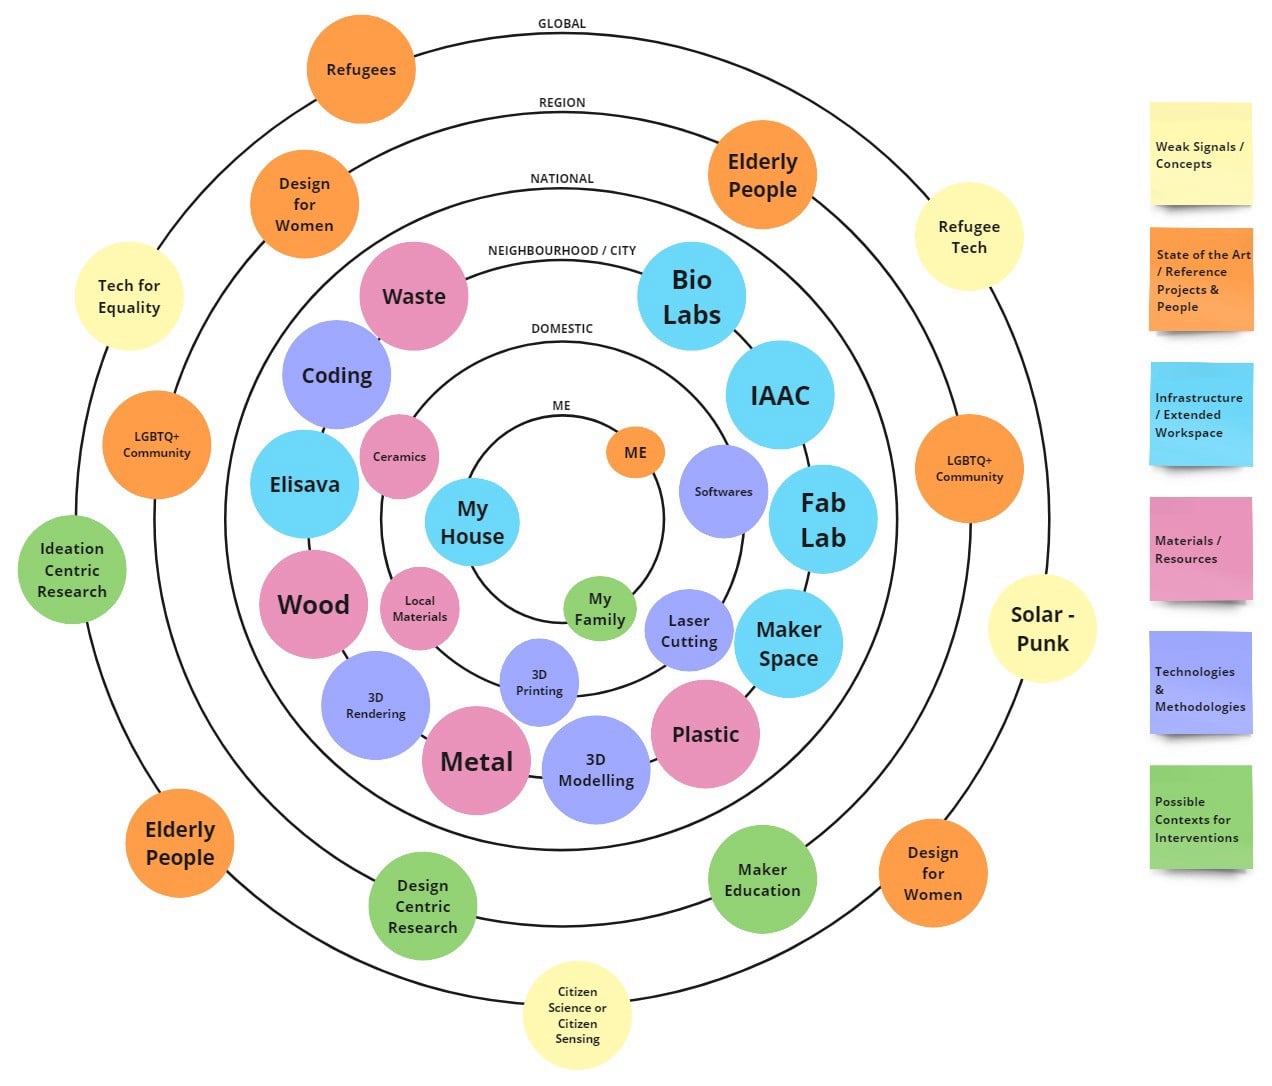 GLOBAL
Refugees
REGION
Elderly
People
Design
for
Women
NATIONAL
Refugee
Tech
NEIGHBOURHOOD / CITY
Tech for
Equality
Waste
Bio
Labs
DOMESTIC
Coding
IAAC
ME
LGBTQ+
Community
Ceramics
ME
LGBTQ+
Community
Elisava
My
House
Softwares
Fab
Lab
Ideation
Centric
Research
Wood
Local
Materials
My
Family
Laser
Cutting
Maker
Space
Solar -
Punk
3D
Rendering
3D
Printing
Plastic
Metal
3D
Modelling
Elderly
People
Design
Centric
Research
Maker
Education
Design
for
Women
Citizen
Science or
Citizen
Sensing
Weak Signals /
Concepts
State of the Art
/ Reference
Projects &
People
Infrastructure
/ Extended
Workspace
Materials /
Resources
Technologies
&
Methodologies
Possible
Contexts for
Interventions